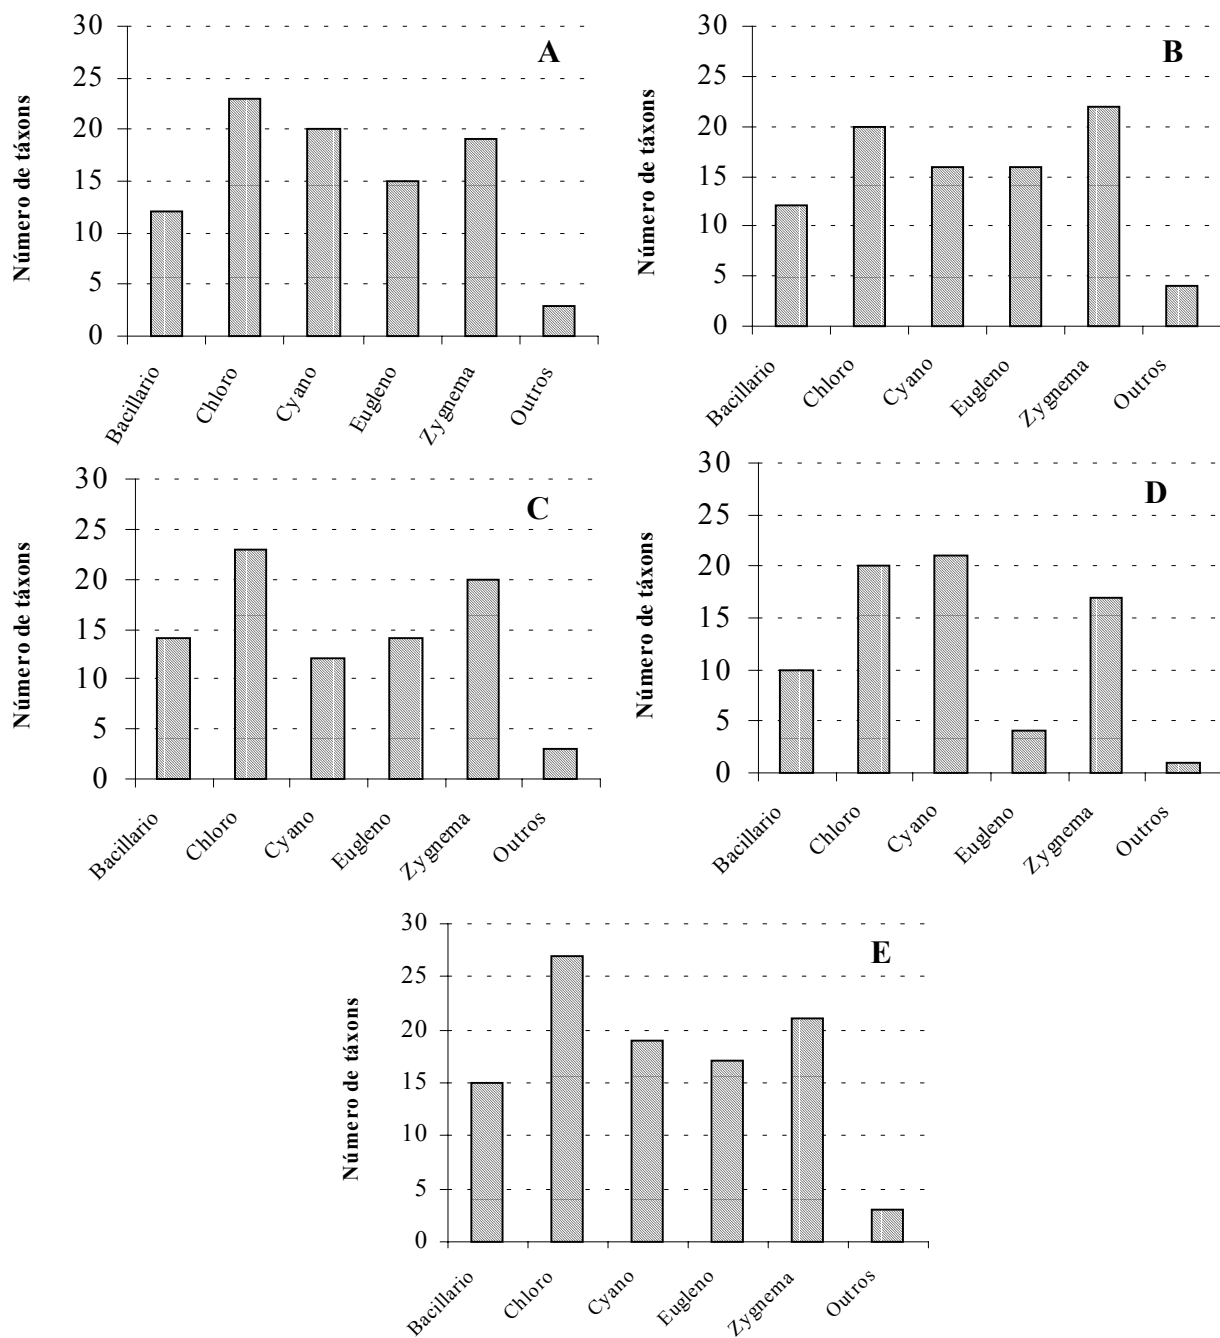 A
Número de táxons
30
25
20
15
10
5
0
Bacillario
Chloro
Cyano
Eugleno
Zygnema
Outros
B
Número de táxons
30
25
20
15
10
5
0
Bacillario
Chloro
Cyano
Eugleno
Zygnema
Outros
C
Número de táxons
30
25
20
15
10
5
0
Bacillario
Chloro
Cyano
Eugleno
Zygnema
Outros
D
Número de táxons
30
25
20
15
10
5
0
Bacillario
Chloro
Cyano
Eugleno
Zygnema
Outros
E
Número de táxons
30
25
20
15
10
5
0
Bacillario
Chloro
Cyano
Eugleno
Zygnema
Outros